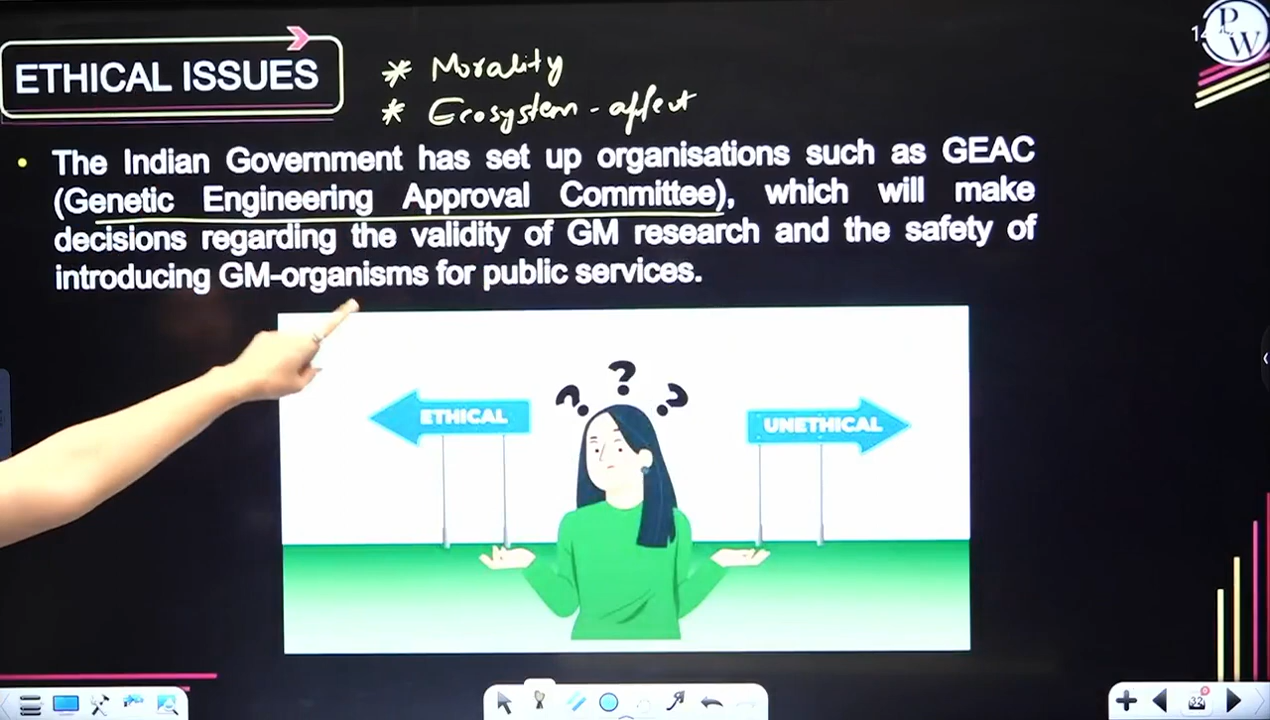 ETHICAL ISSUES
* Morality
* Ecosystem - affect
• The Indian Government has set up organisations such as GEAC
(Genetic Engineering Approval Committee), which will make
decisions regarding the validity of GM research and the safety of
introducing GM-organisms for public services.
? ? ?
ETHICAL
UNETHICAL
PW
32